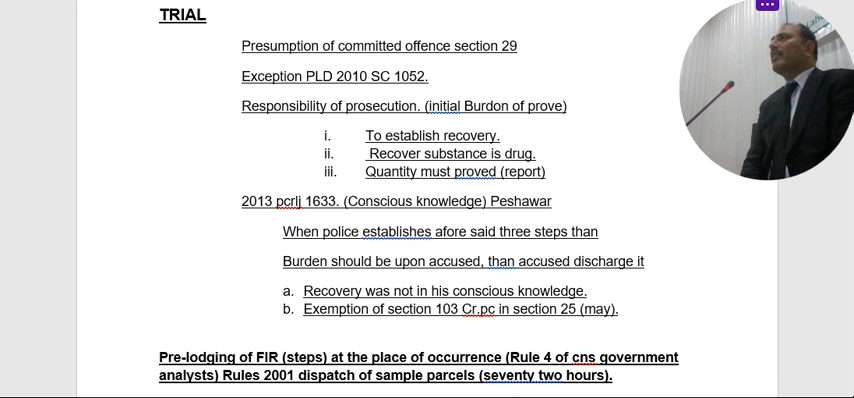 TRIAL
Presumption of committed offence section 29
Exception PLD 2010 SC 1052.
Responsibility of prosecution. (initial Burdon of prove)
i. To establish recovery.
ii. Recover substance is drug.
iii. Quantity must proved (report)
2013 pcrlj 1633. (Conscious knowledge) Peshawar
When police establishes afore said three steps than
Burden should be upon accused, than accused discharge it
a. Recovery was not in his conscious knowledge.
b. Exemption of section 103 Cr.pc in section 25 (may).
Pre-lodging of FIR (steps) at the place of occurrence (Rule 4 of cns government
analysts) Rules 2001 dispatch of sample parcels (seventy two hours).